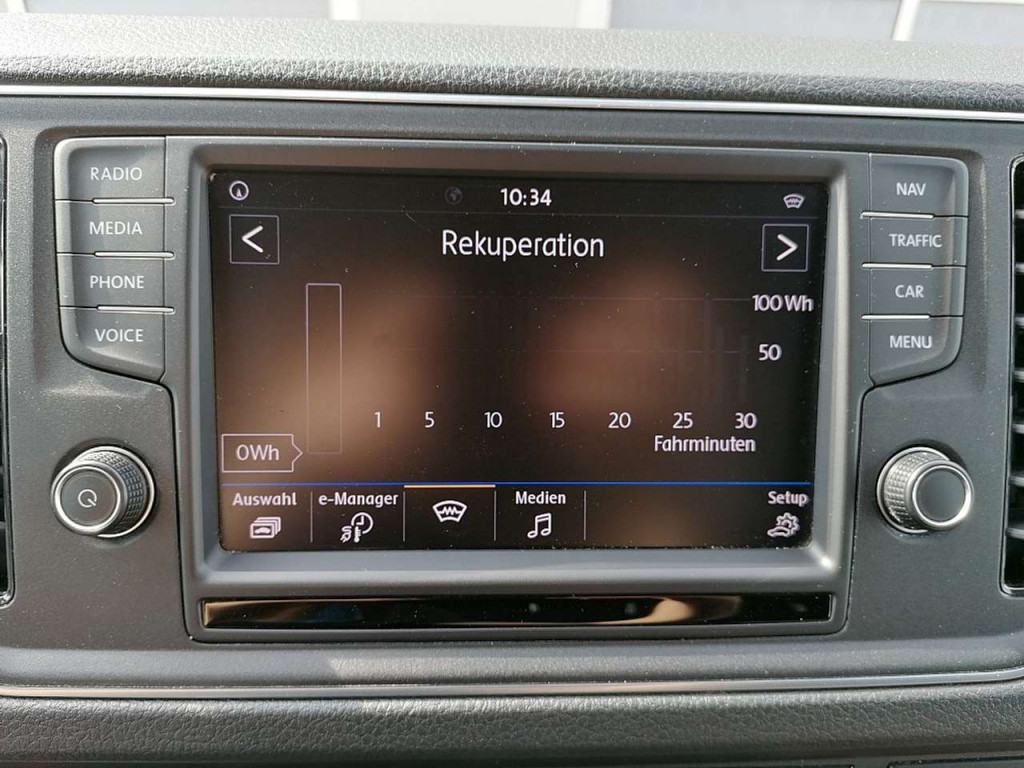 RADIO
MEDIA
PHONE
VOICE
10:34
Rekuperation
100 Wh
50
1 5 10 15 20 25 30
Fahrminuten
0Wh
Auswahl e-Manager Medien Setup
NAV
TRAFFIC
CAR
MENU